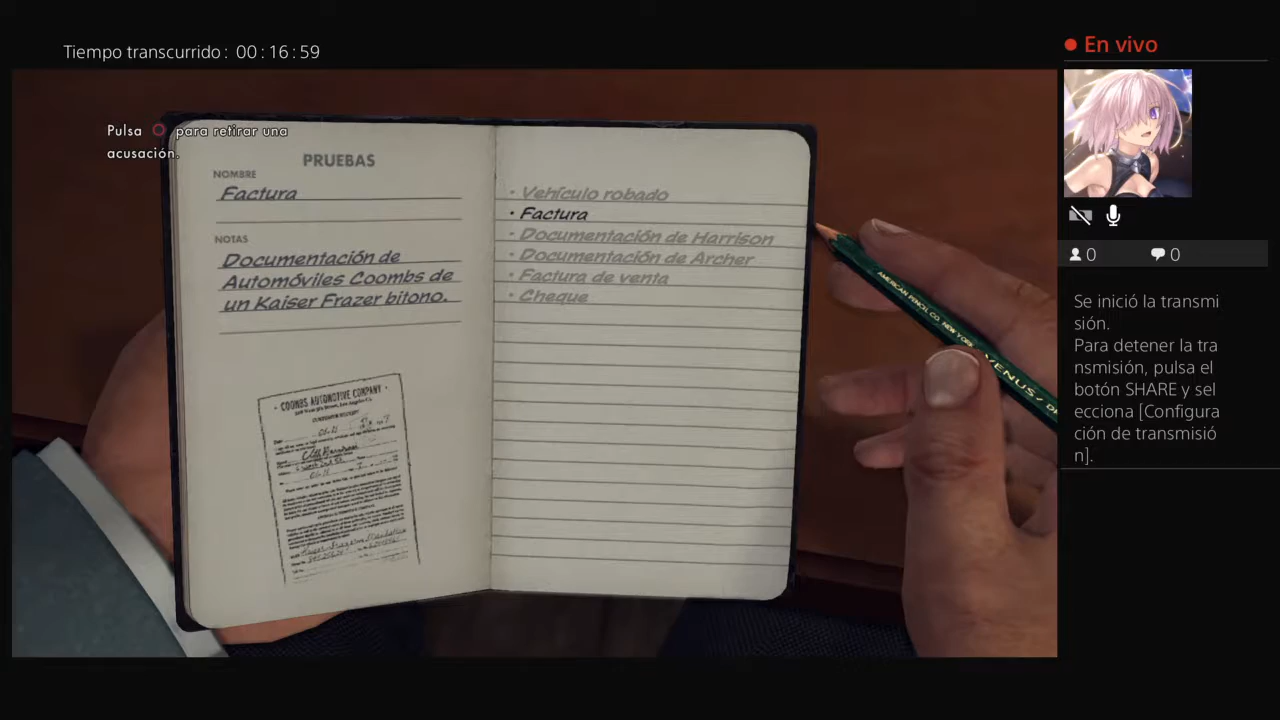 Tiempo transcurrido: 00:16:59
En vivo
Pulsa O para retirar una
acusación.
PRUEBAS
NOMBRE
Factura
NOTAS
Documentación de
Automóviles Coombs de
un Kaiser Frazer bitono.
COOMBS AUTOMOTIVE COMPANY
• Vehículo robado
• Factura
• Documentación de Harrison
• Documentación de Archer
• Factura de venta
• Cheque
AMERICAN PENCIL CO. NEW YORK
VENUS
0
0
Se inició la transmi
sión.
Para detener la tra
nsmisión, pulsa el
botón SHARE y sel
ecciona [Configura
ción de transmisió
n].